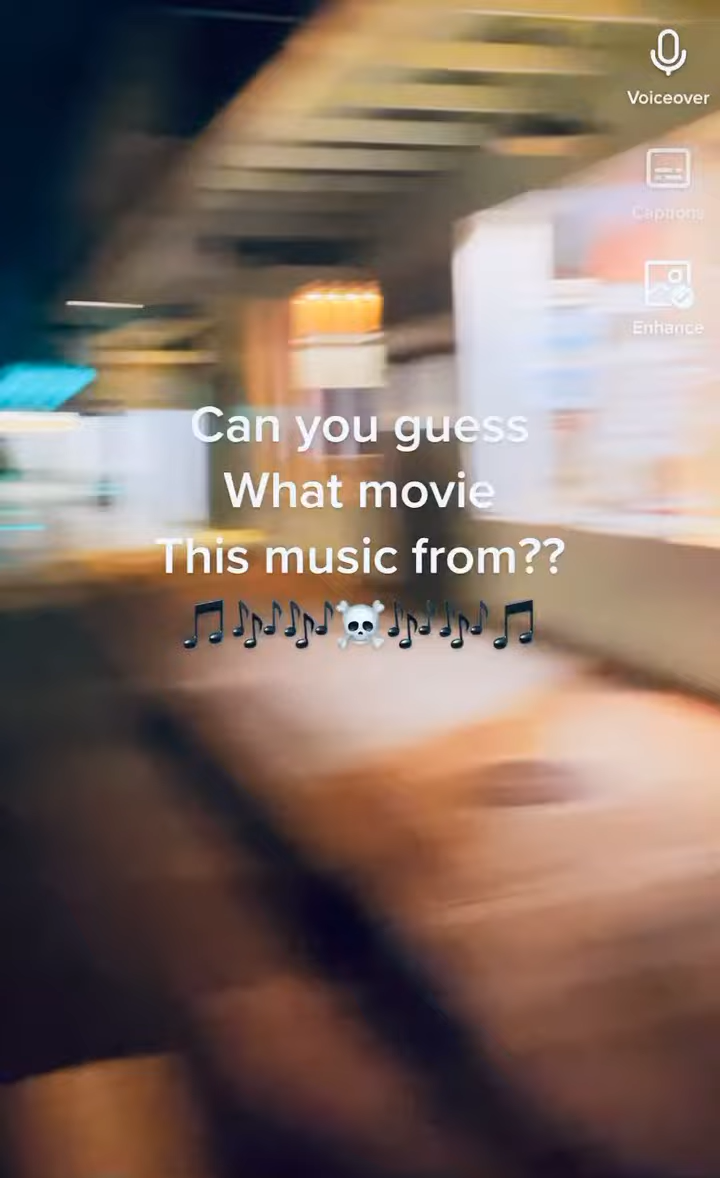 Voiceover
Captions
Enhance
Can you guess
What movie
This music from??
🎵🎶🎶☠️🎶🎶🎵